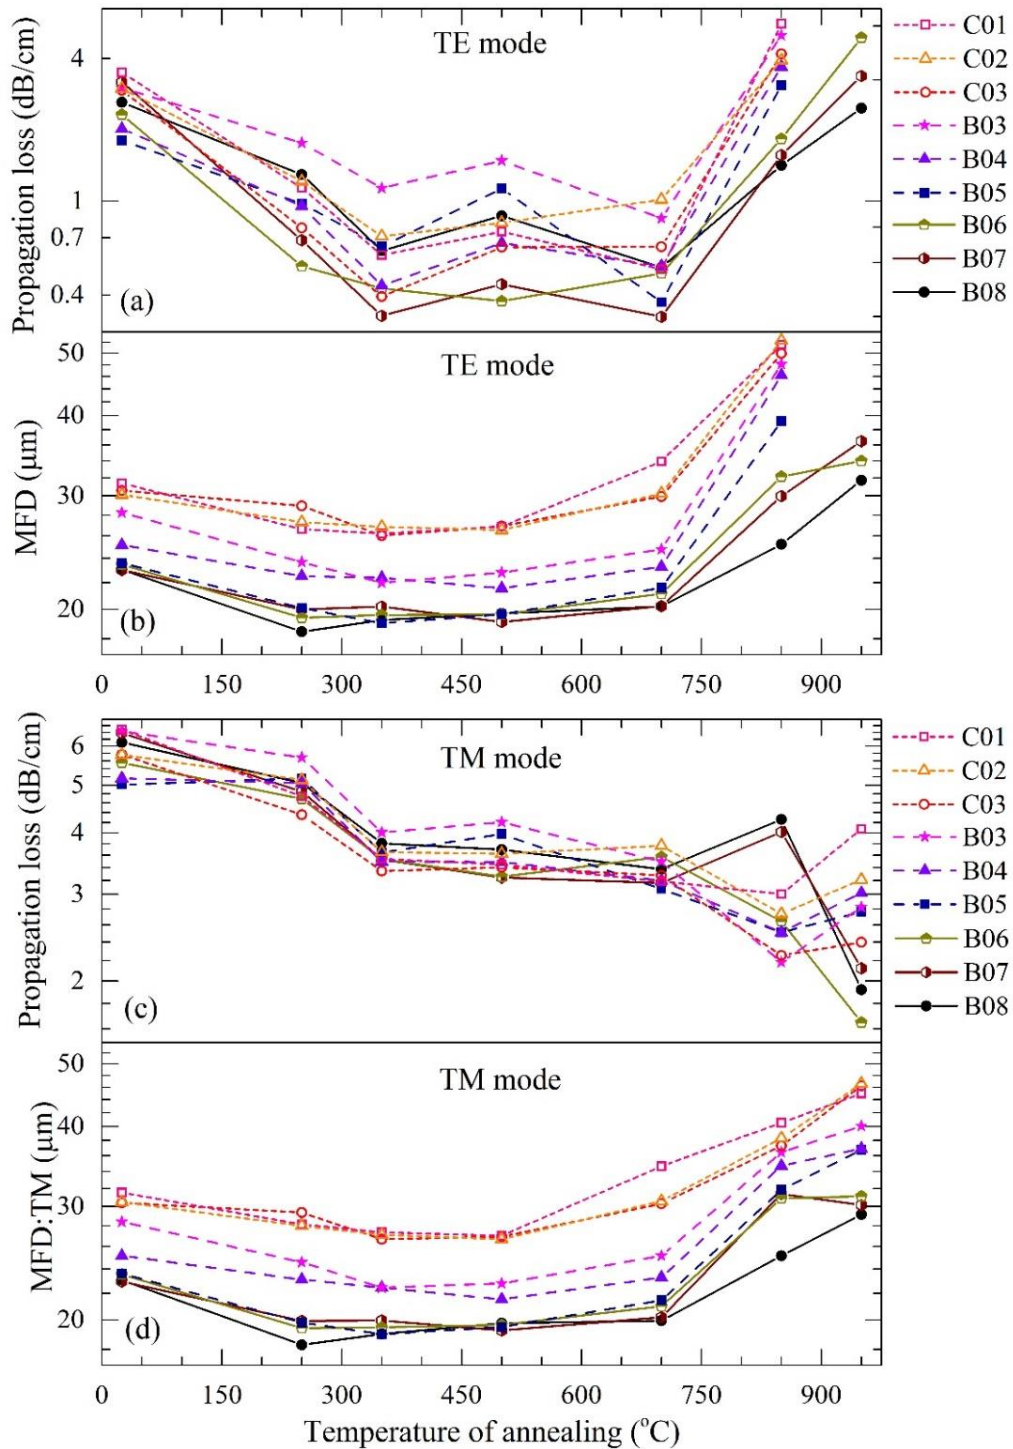 TE mode
Propagation loss (dB/cm)
4
1
0.7
0.4
(a)
C01
C02
C03
B03
B04
B05
B06
B07
B08
TE mode
MFD (μm)
50
40
30
20
(b)
0 150 300 450 600 750 900
TM mode
Propagation loss (dB/cm)
6
5
4
3
2
(c)
C01
C02
C03
B03
B04
B05
B06
B07
B08
TM mode
MFD:TM (μm)
50
40
30
20
(d)
0 150 300 450 600 750 900
Temperature of annealing (°C)